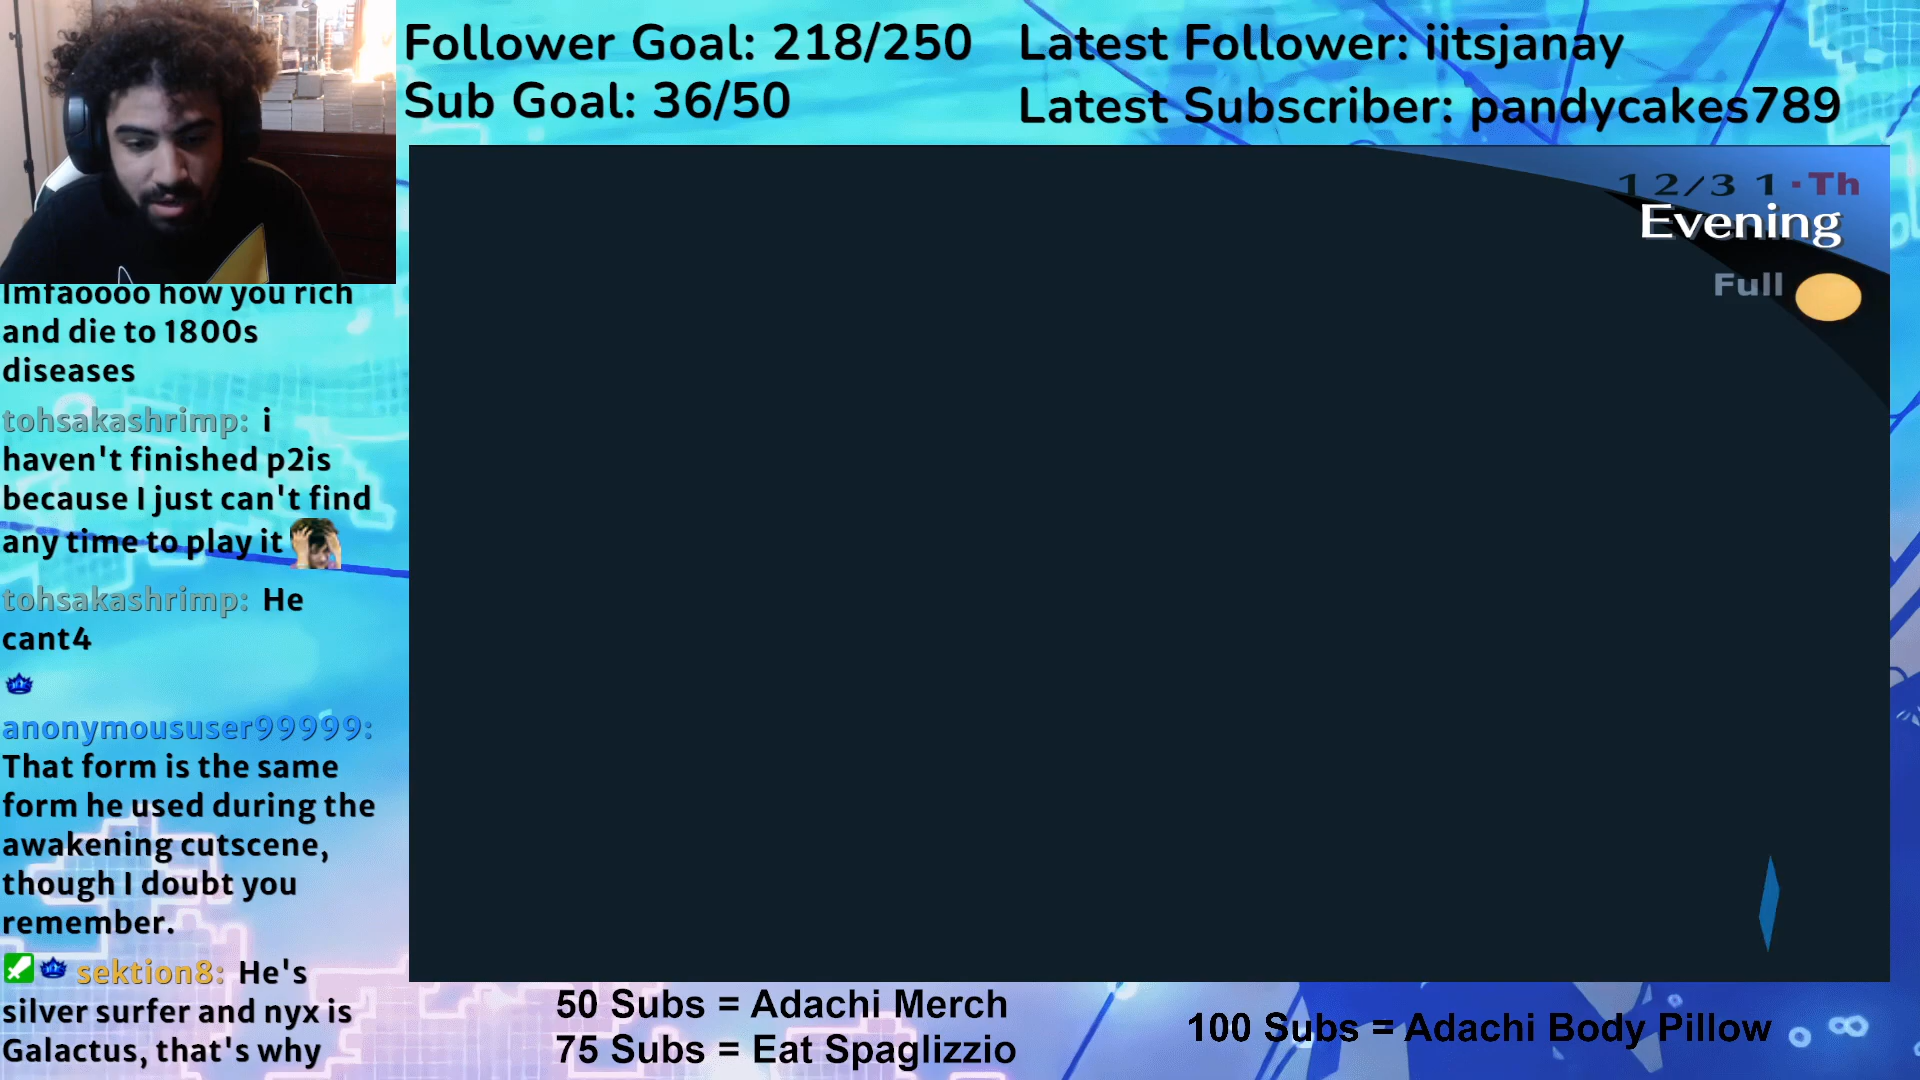 Follower Goal: 218/250
Sub Goal: 36/50
Latest Follower: iitsjanay
Latest Subscriber: pandycakes789
12/31·Th
Evening
Full
lmfaoooo how you rich
and die to 1800s
diseases
tohsakashrimp: i
haven't finished p2is
because I just can't find
any time to play it
tohsakashrimp: He
cant4
anonymoususer99999:
That form is the same
form he used during the
awakening cutscene,
though I doubt you
remember.
sektion8: He's
silver surfer and nyx is
Galactus, that's why
50 Subs = Adachi Merch
75 Subs = Eat Spaglizzio
100 Subs = Adachi Body Pillow